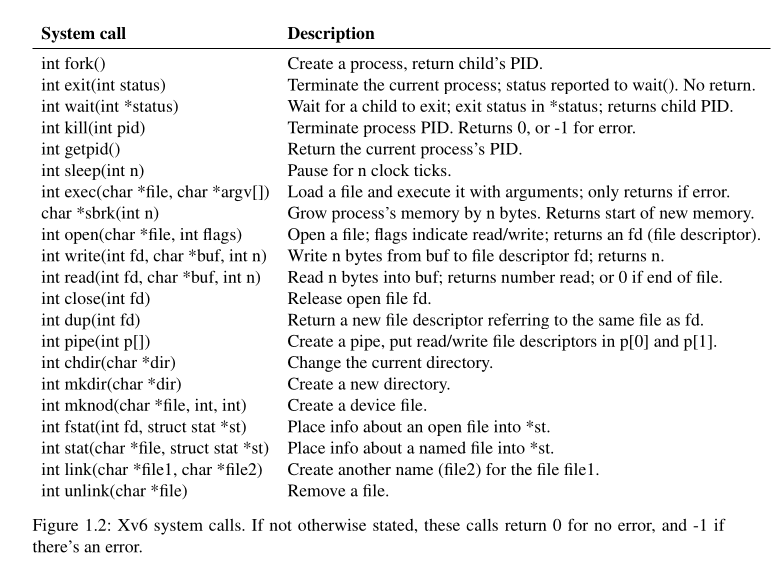 System call Description
int fork() Create a process, return child's PID.
int exit(int status) Terminate the current process; status reported to wait(). No return.
int wait(int *status) Wait for a child to exit; exit status in *status; returns child PID.
int kill(int pid) Terminate process PID. Returns 0, or -1 for error.
int getpid() Return the current process's PID.
int sleep(int n) Pause for n clock ticks.
int exec(char *file, char *argv[]) Load a file and execute it with arguments; only returns if error.
char *sbrk(int n) Grow process's memory by n bytes. Returns start of new memory.
int open(char *file, int flags) Open a file; flags indicate read/write; returns an fd (file descriptor).
int write(int fd, char *buf, int n) Write n bytes from buf to file descriptor fd; returns n.
int read(int fd, char *buf, int n) Read n bytes into buf; returns number read; or 0 if end of file.
int close(int fd) Release open file fd.
int dup(int fd) Return a new file descriptor referring to the same file as fd.
int pipe(int p[]) Create a pipe, put read/write file descriptors in p[0] and p[1].
int chdir(char *dir) Change the current directory.
int mkdir(char *dir) Create a new directory.
int mknod(char *file, int, int) Create a device file.
int fstat(int fd, struct stat *st) Place info about an open file into *st.
int stat(char *file, struct stat *st) Place info about a named file into *st.
int link(char *file1, char *file2) Create another name (file2) for the file file1.
int unlink(char *file) Remove a file.
Figure 1.2: Xv6 system calls. If not otherwise stated, these calls return 0 for no error, and -1 if
there's an error.